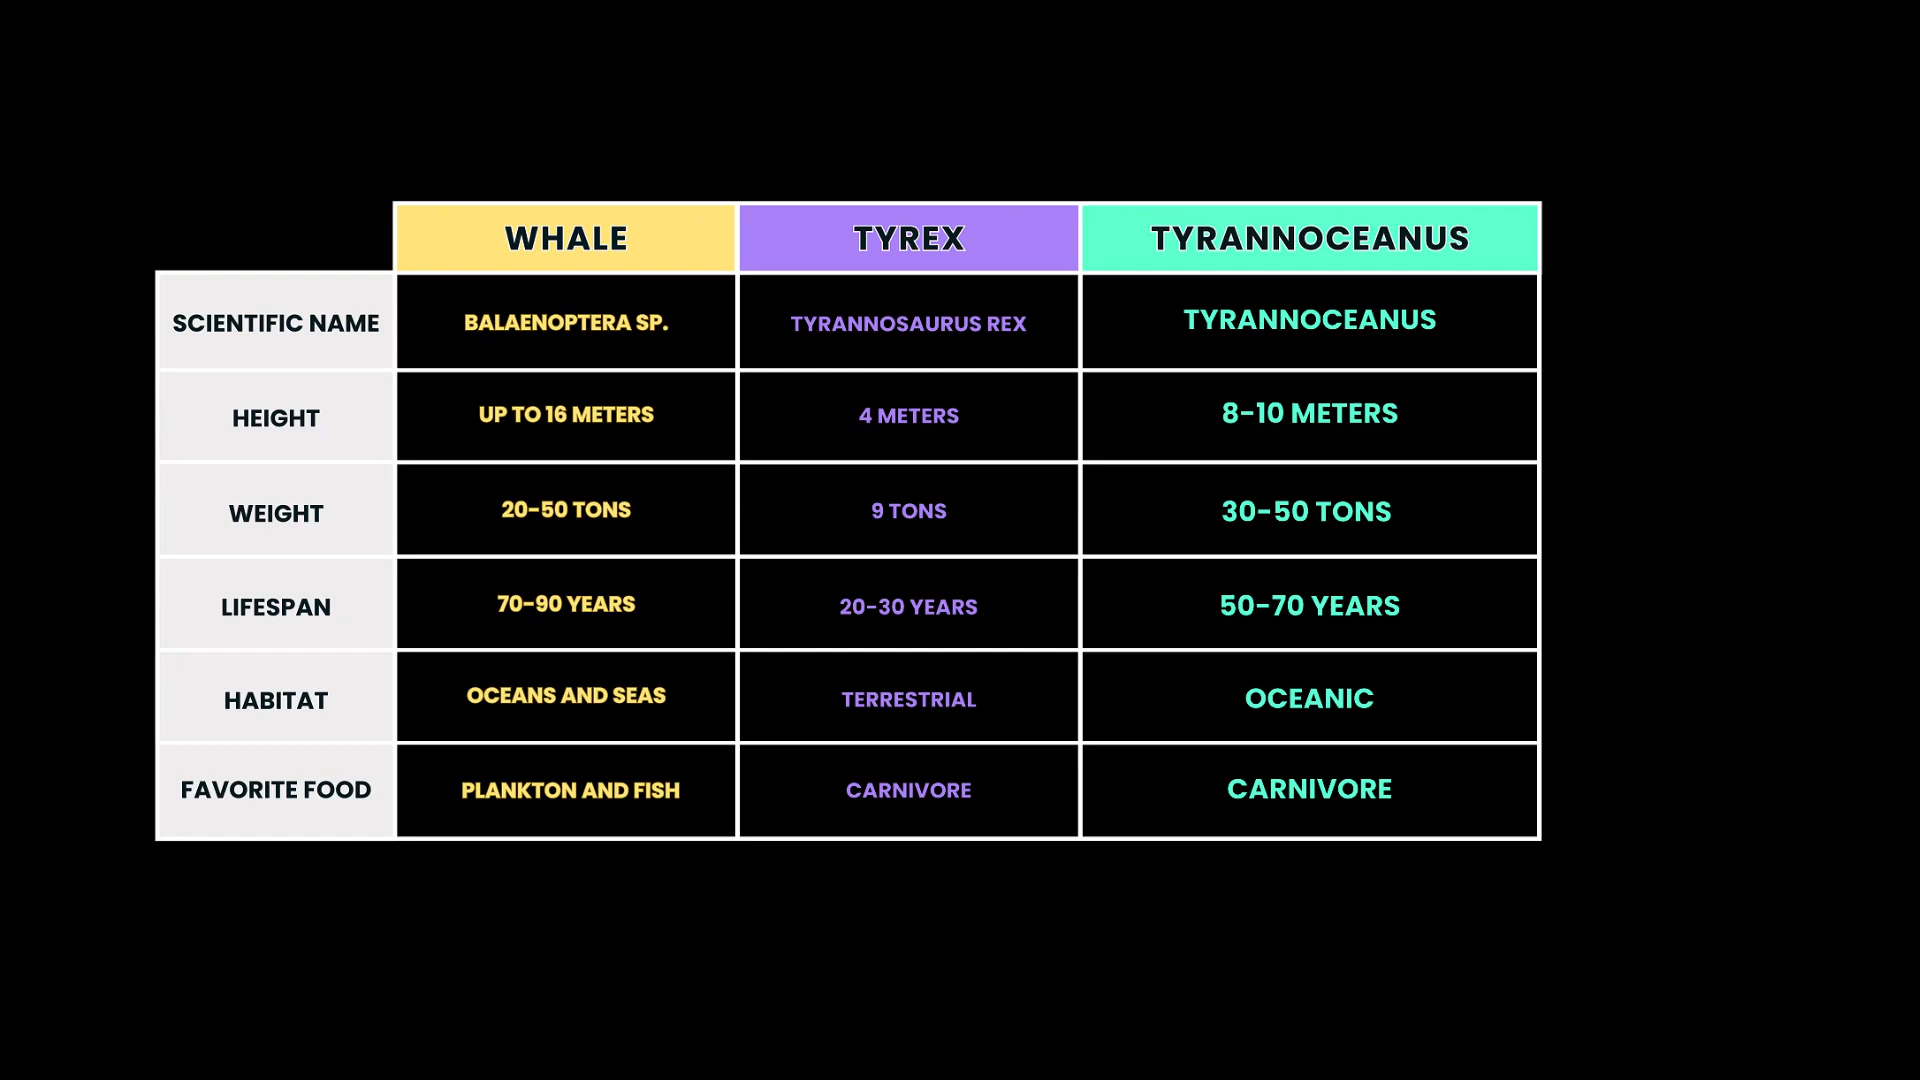 WHALE TYREX TYRANNOCEANUS
SCIENTIFIC NAME BALAENOPTERA SP. TYRANNOSAURUS REX TYRANNOCEANUS
HEIGHT UP TO 16 METERS 4 METERS 8-10 METERS
WEIGHT 20-50 TONS 9 TONS 30-50 TONS
LIFESPAN 70-90 YEARS 20-30 YEARS 50-70 YEARS
HABITAT OCEANS AND SEAS TERRESTRIAL OCEANIC
FAVORITE FOOD PLANKTON AND FISH CARNIVORE CARNIVORE